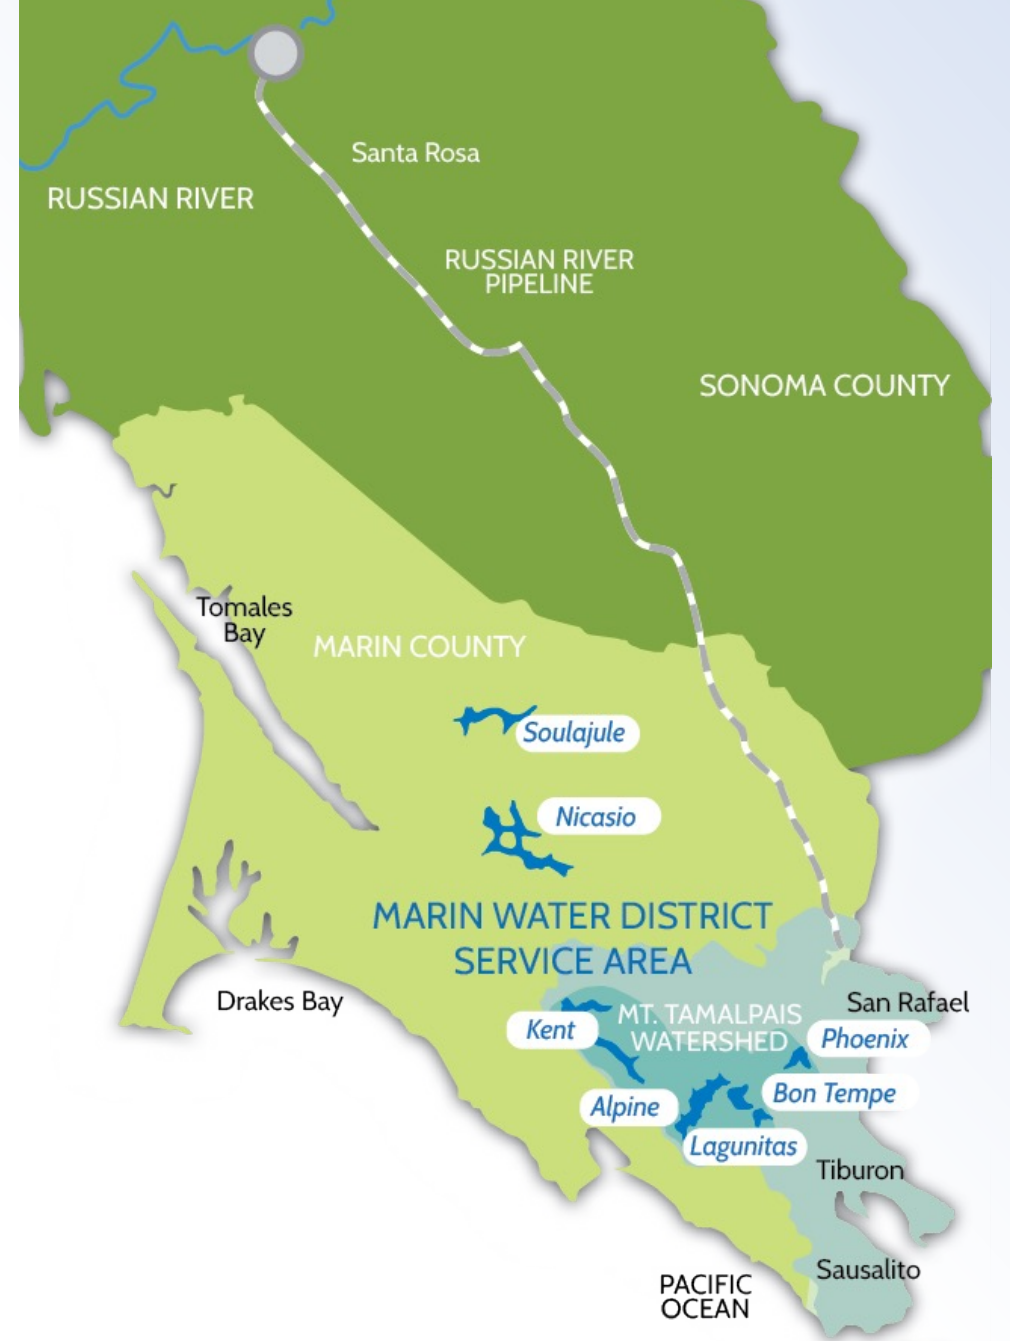 Santa Rosa
RUSSIAN RIVER
RUSSIAN RIVER
PIPELINE
SONOMA COUNTY
Tomales
Bay
MARIN COUNTY
Soulajule
Nicasio
MARIN WATER DISTRICT
SERVICE AREA
Drakes Bay
San Rafael
MT. TAMALPAIS
WATERSHED
Kent
Phoenix
Bon Tempe
Alpine
Lagunitas
Tiburon
Sausalito
PACIFIC
OCEAN